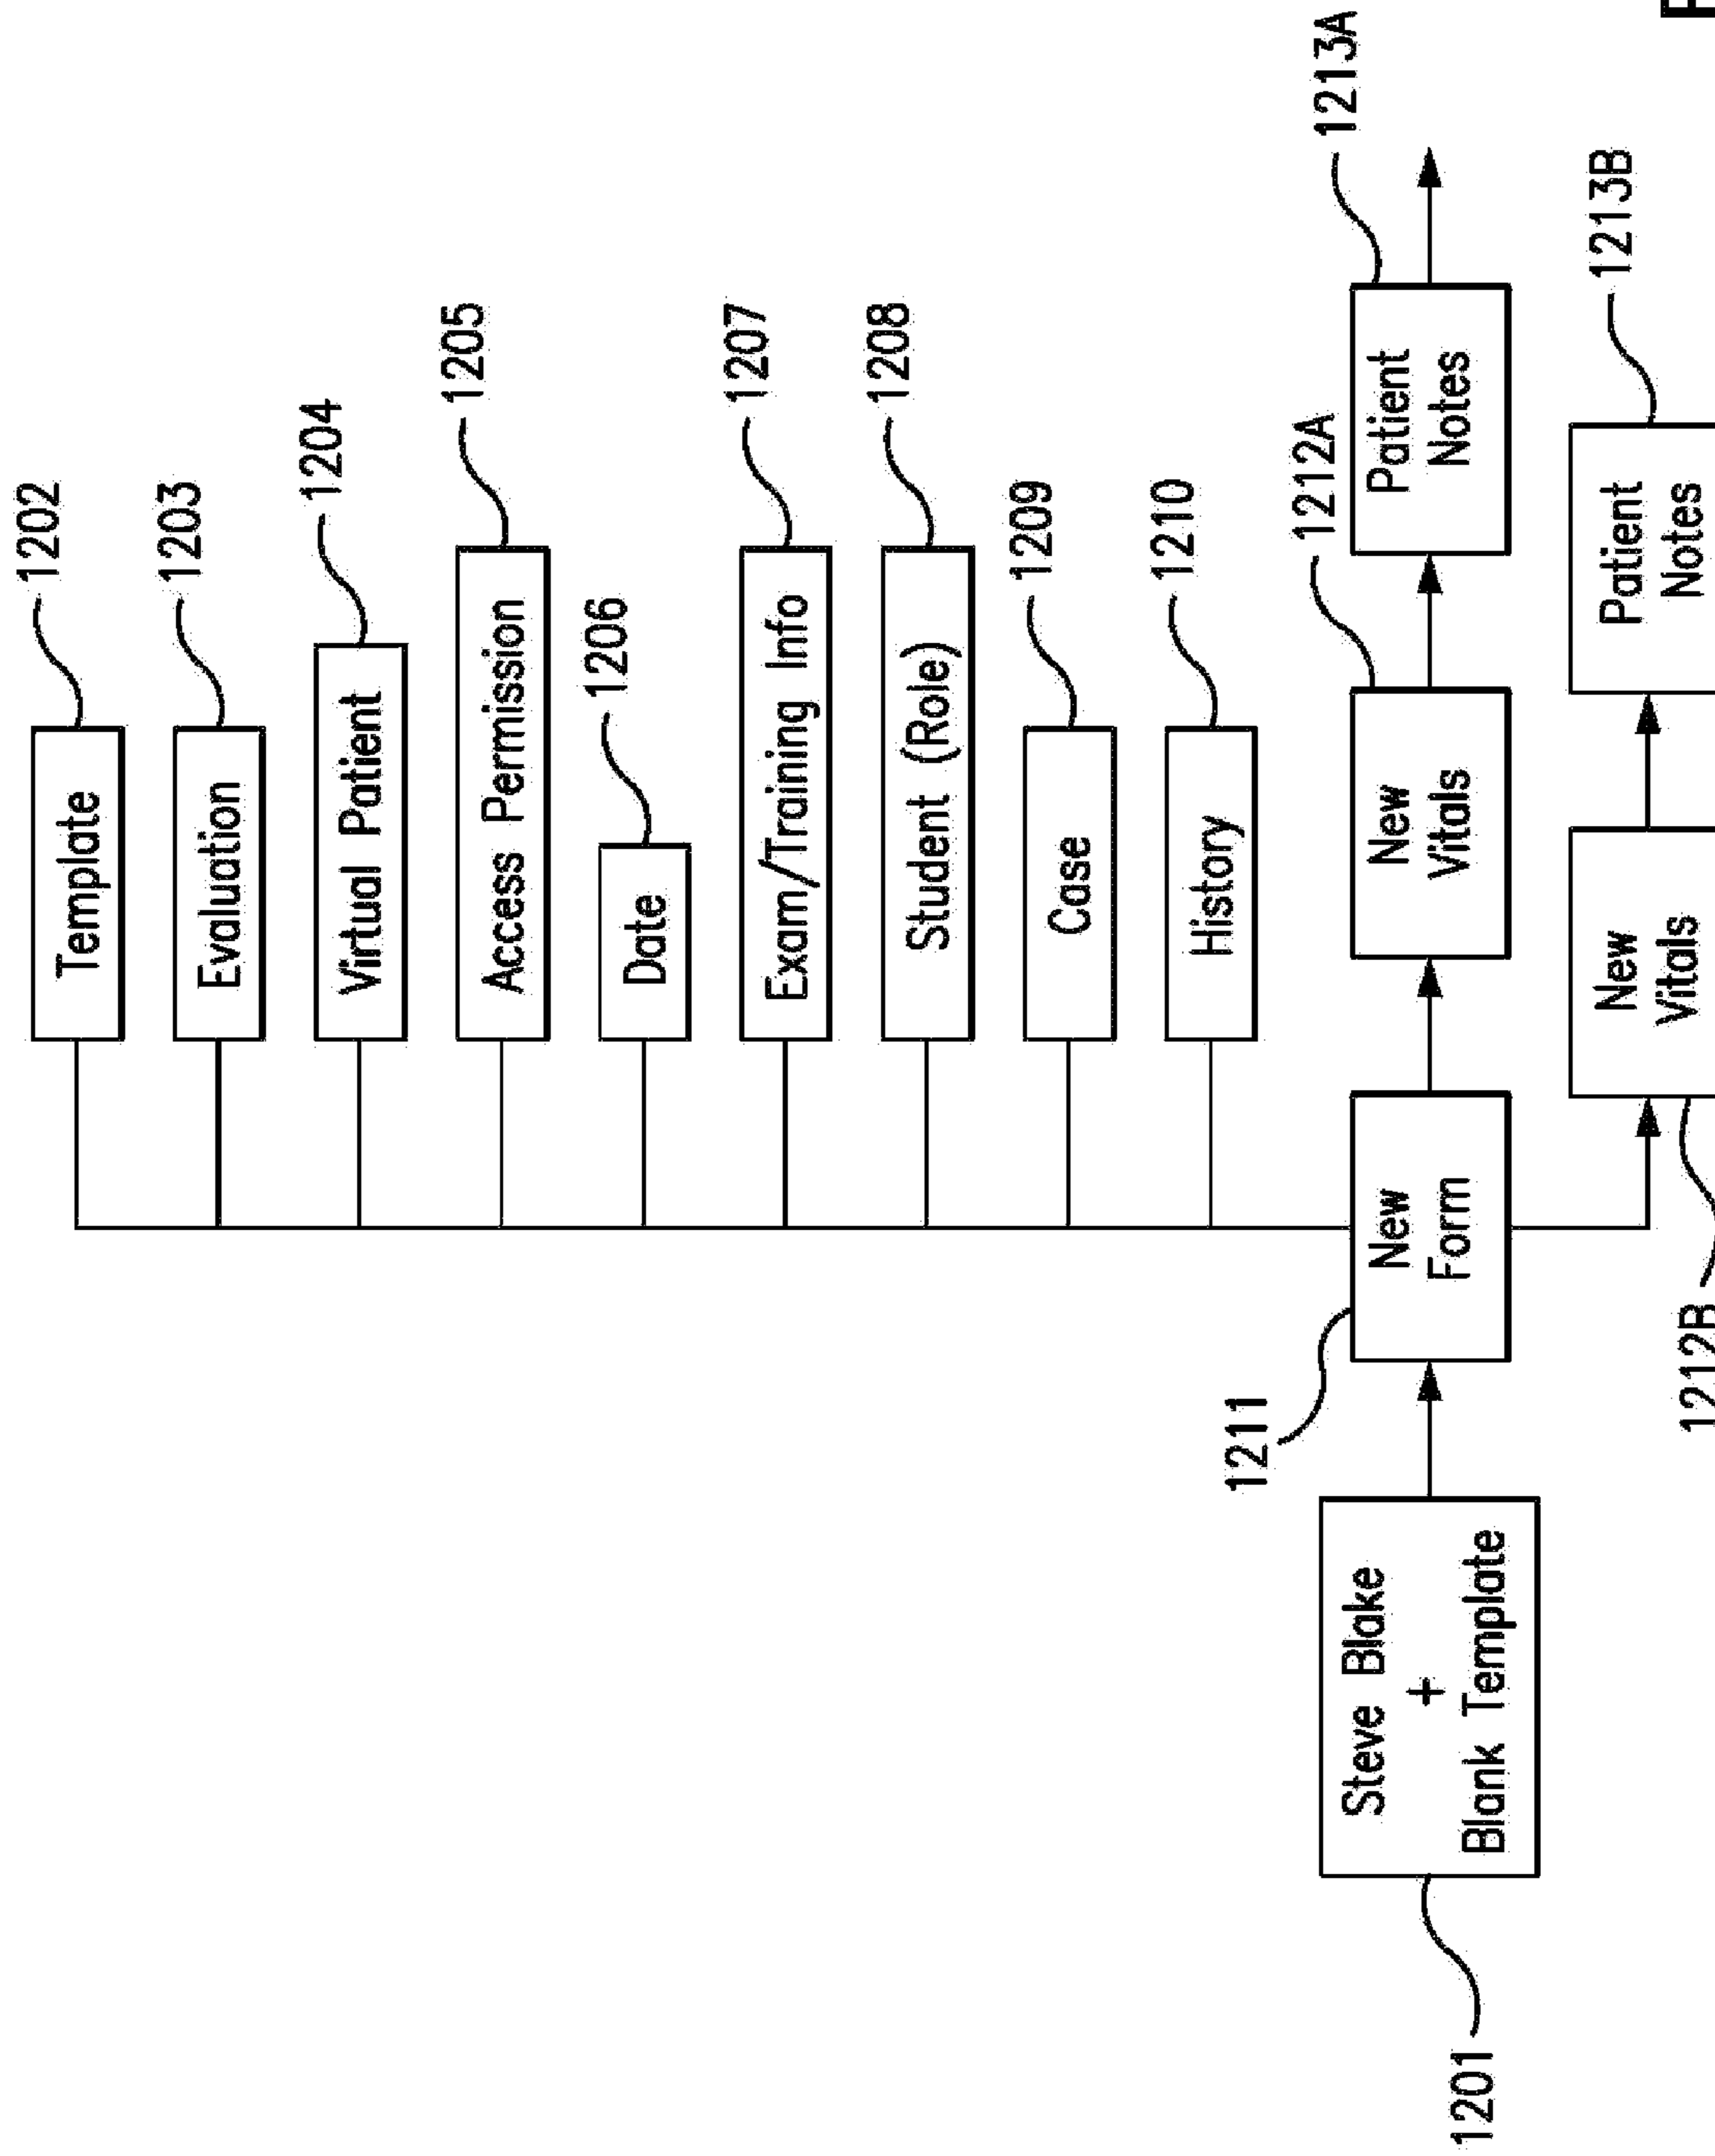 Template
1202
Evaluation
1203
Virtual Patient
1204
Access Permission
1205
Date
1206
Exam/Training Info
1207
Student (Role)
1208
Case
1209
History
1210
1201
Steve Blake
+
Blank Template
1211
New
Form
New
Vitals
1212A
Patient
Notes
1213A
1212B
New
Vitals
Patient
Notes
1213B